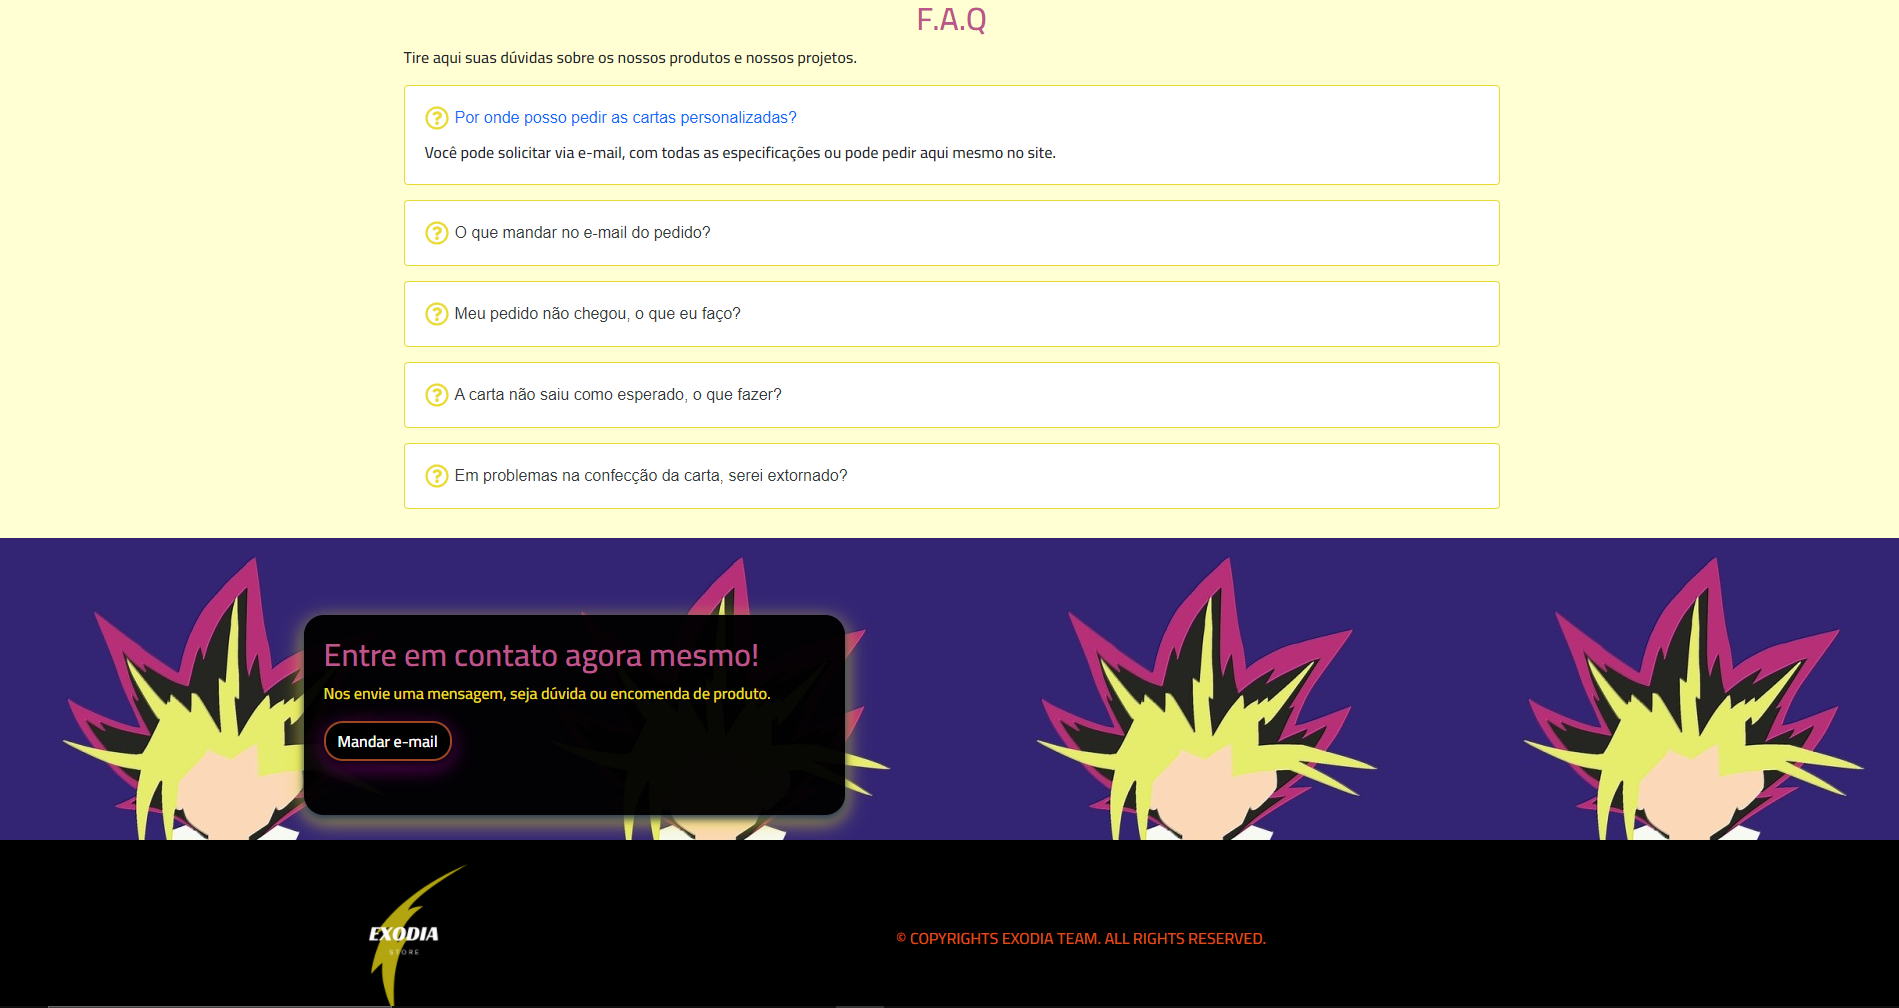 F.A.Q
Tire aqui suas dúvidas sobre os nossos produtos e nossos projetos.
Por onde posso pedir as cartas personalizadas?
Você pode solicitar via e-mail, com todas as especificações ou pode pedir aqui mesmo no site.
O que mandar no e-mail do pedido?
Meu pedido não chegou, o que eu faço?
A carta não saiu como esperado, o que fazer?
Em problemas na confecção da carta, serei extornado?
Entre em contato agora mesmo!
Nos envie uma mensagem, seja dúvida ou encomenda de produto.
Mandar e-mail
EXODIA
STORE
© COPYRIGHTS EXODIA TEAM. ALL RIGHTS RESERVED.